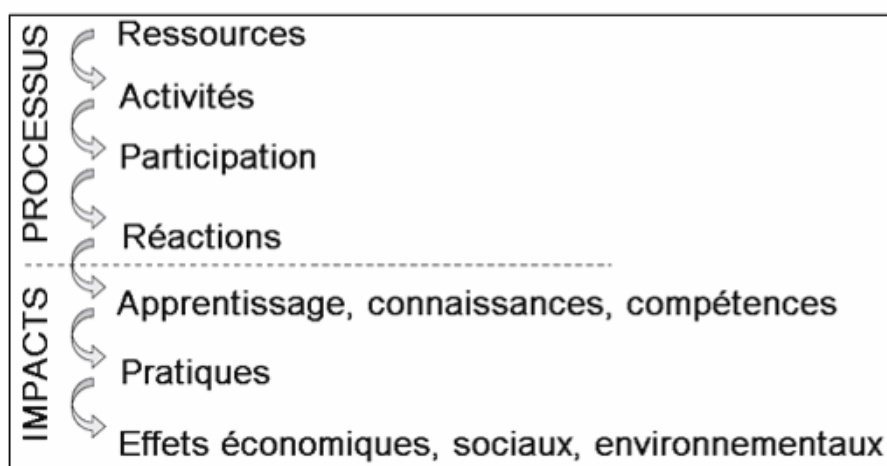 PROCESSUS
Ressources
Activités
Participation
Réactions
IMPACTS
Apprentissage, connaissances, compétences
Pratiques
Effets économiques, sociaux, environnementaux